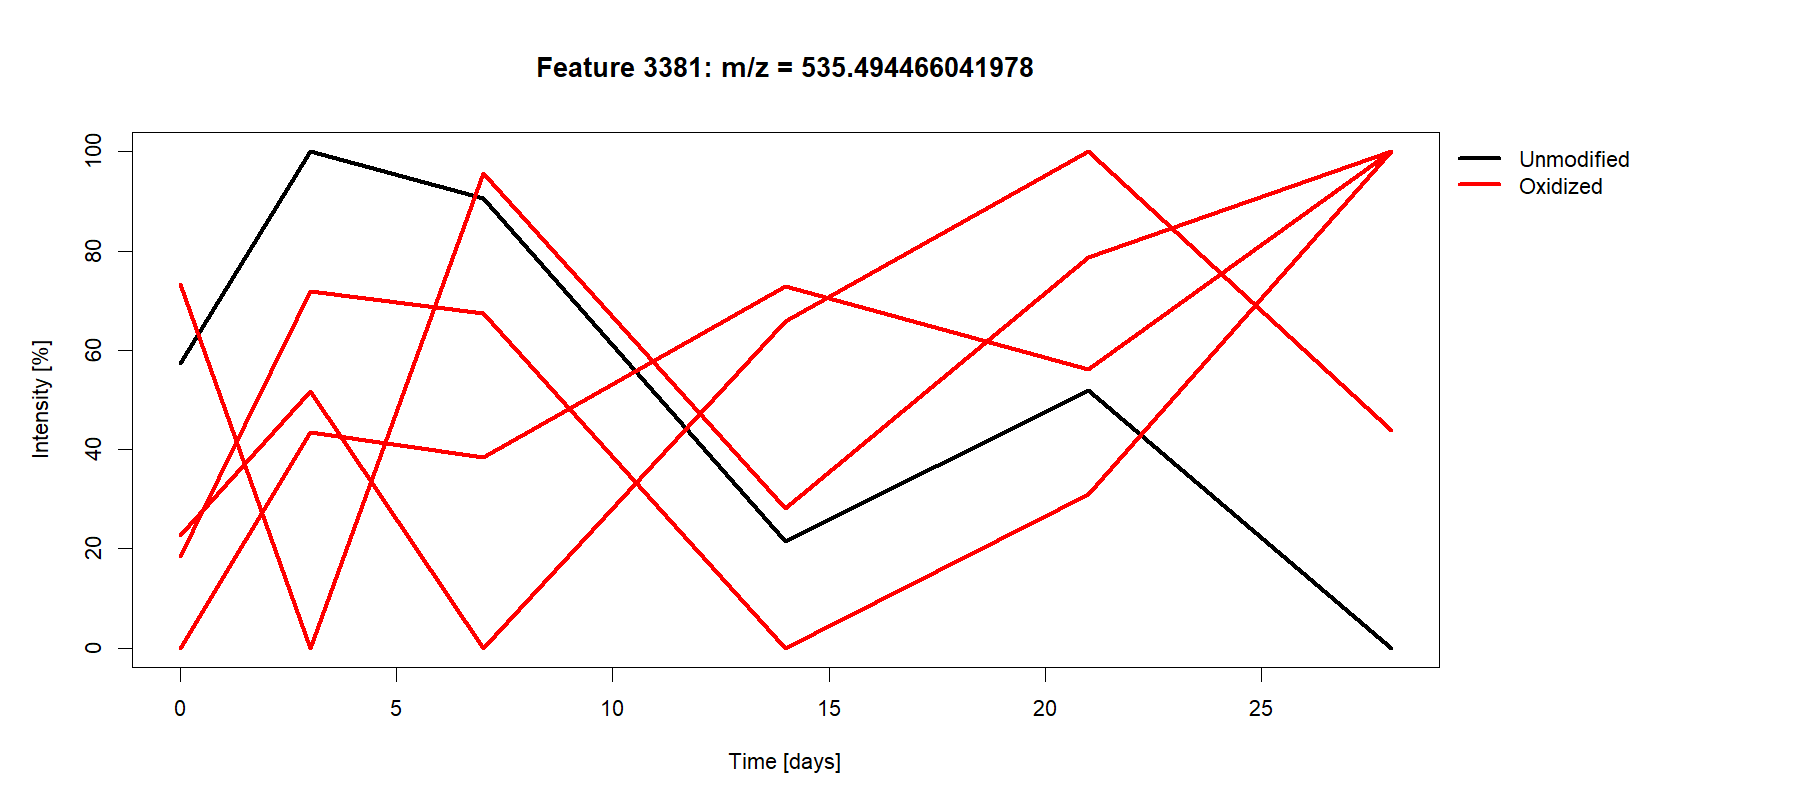 Feature 3381: m/z = 535.494466041978
Unmodified
Oxidized
Intensity [%]
100
80
60
40
20
0
0 5 10 15 20 25
Time [days]